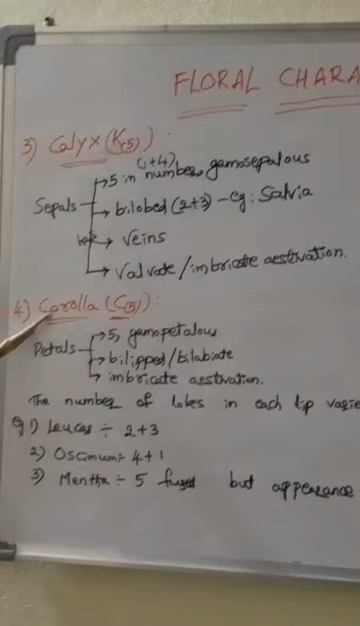 FLORAL CHARA
3) Calyx (K(5)) :
(1+4)
5 in number, gamosepalous
Sepals bilobed (2+3) - eg: Salvia
veins
valvate/imbricate aestivation.
4) Corolla (C(5)) :
5, gamopetalous
Petals bilipped/bilabiate
imbricate aestivation.
The number of lobes in each lip varie
Eg 1) Leucas ÷ 2+3
2) Oscimum ÷ 4+1
3) Mentha ÷ 5 fused but appearance